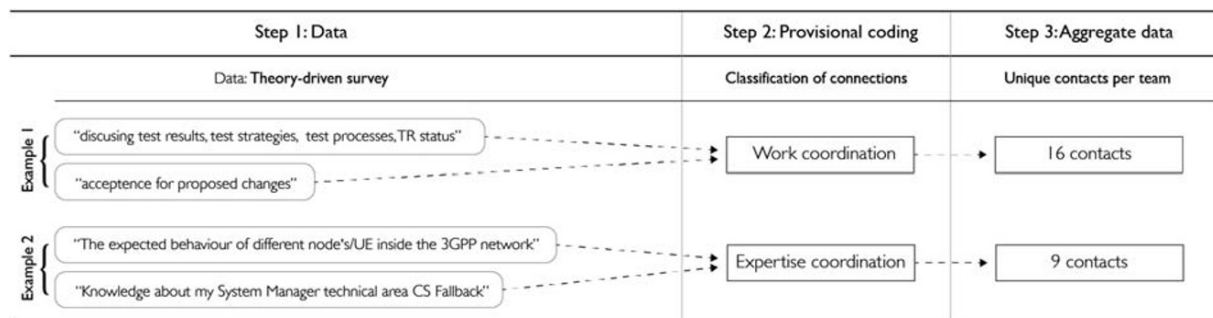 Step 1: Data
Step 2: Provisional coding
Step 3: Aggregate data
Data: Theory-driven survey
Classification of connections
Unique contacts per team
Example 1
“discusing test results, test strategies, test processes, TR status”
“acceptence for proposed changes”
Work coordination
16 contacts
Example 2
“The expected behaviour of different node's/UE inside the 3GPP network”
“Knowledge about my System Manager technical area CS Fallback”
Expertise coordination
9 contacts